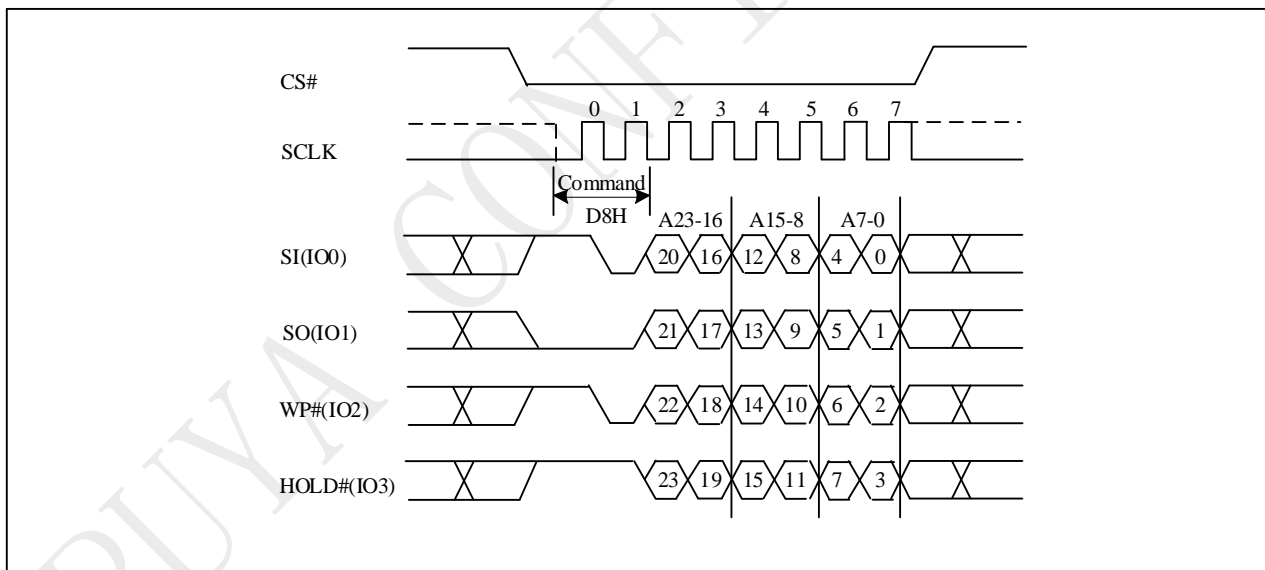 PUYA CONF
CS#
0 1 2 3 4 5 6 7
SCLK
Command
D8H
A23-16 A15-8 A7-0
SI(IO0) 20 16 12 8 4 0
SO(IO1) 21 17 13 9 5 1
WP#(IO2) 22 18 14 10 6 2
HOLD#(IO3) 23 19 15 11 7 3